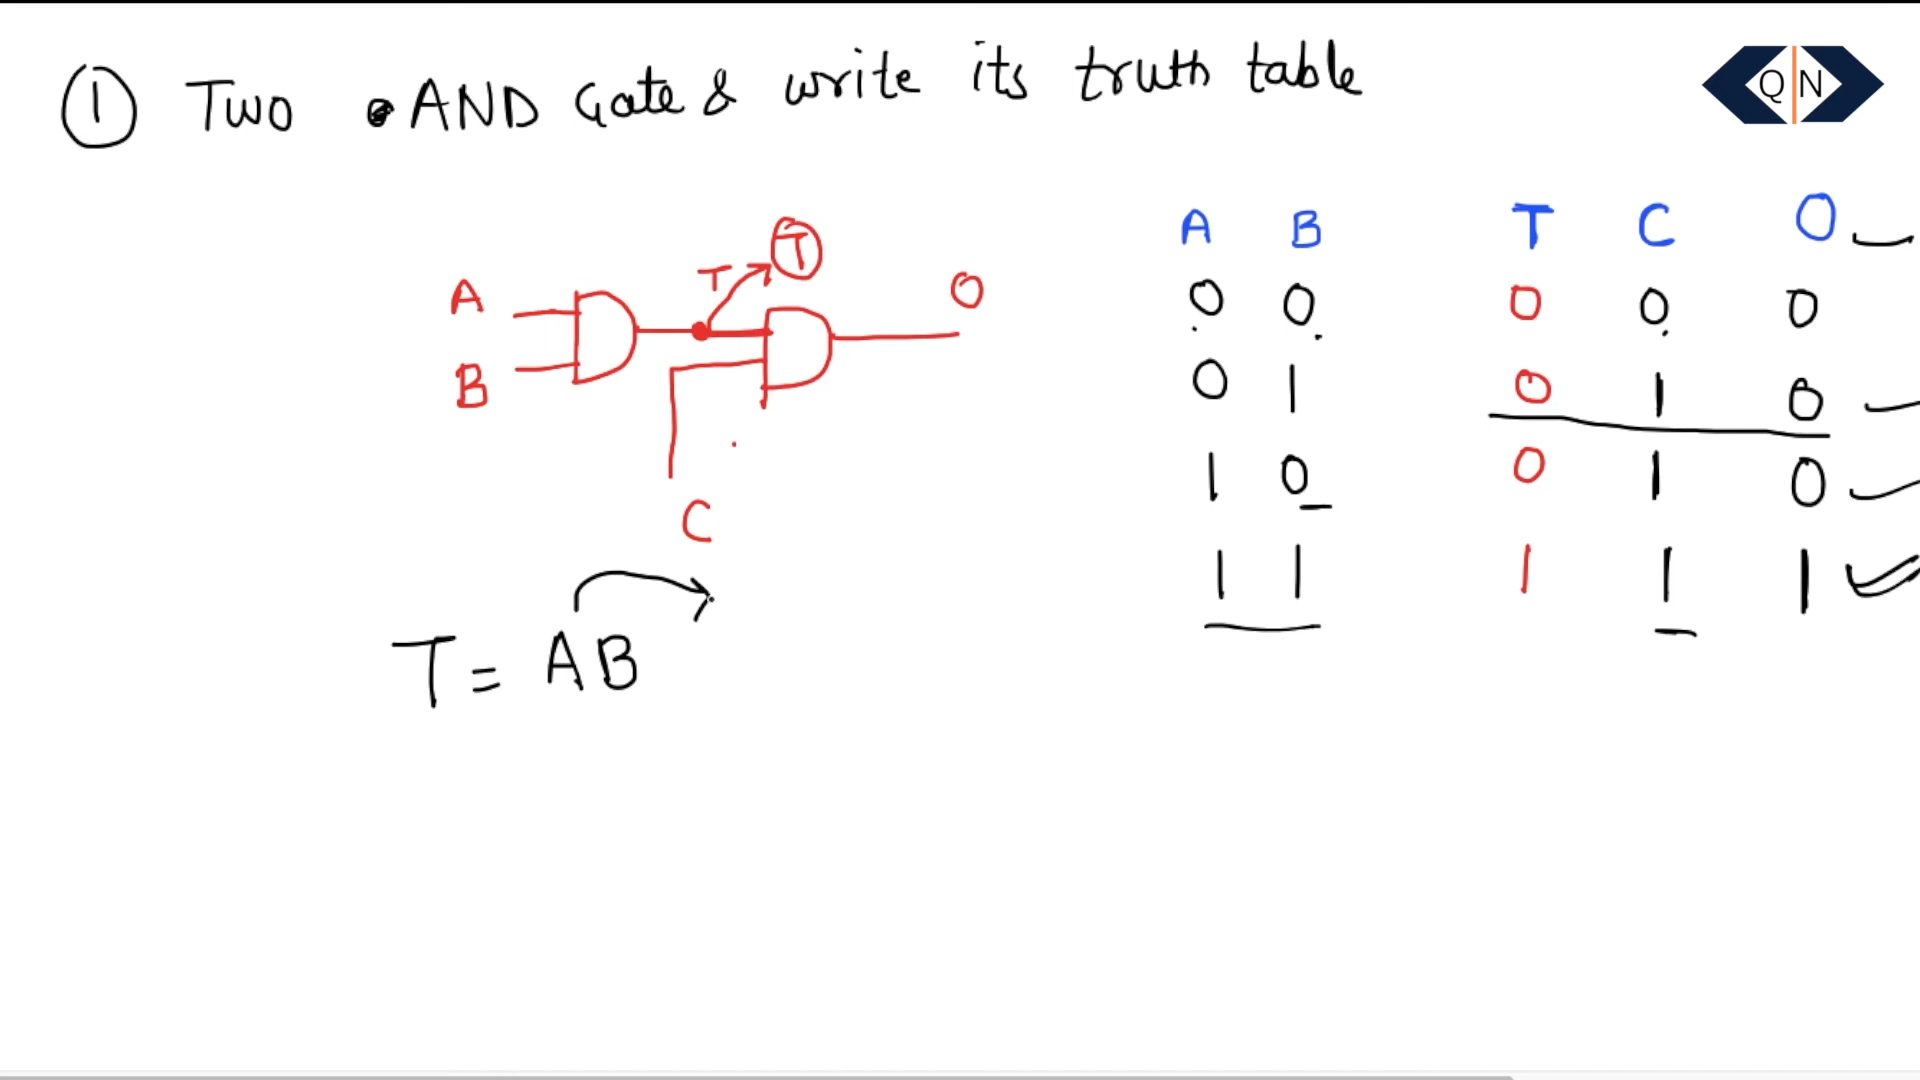 ① Two AND Gate & write its truth table
Q N
A B T C O
T T
A O
0 0 0 0 0
B
0 1 0 1 0
1 0 0 1 0
C
1 1 1 1 1
T = AB